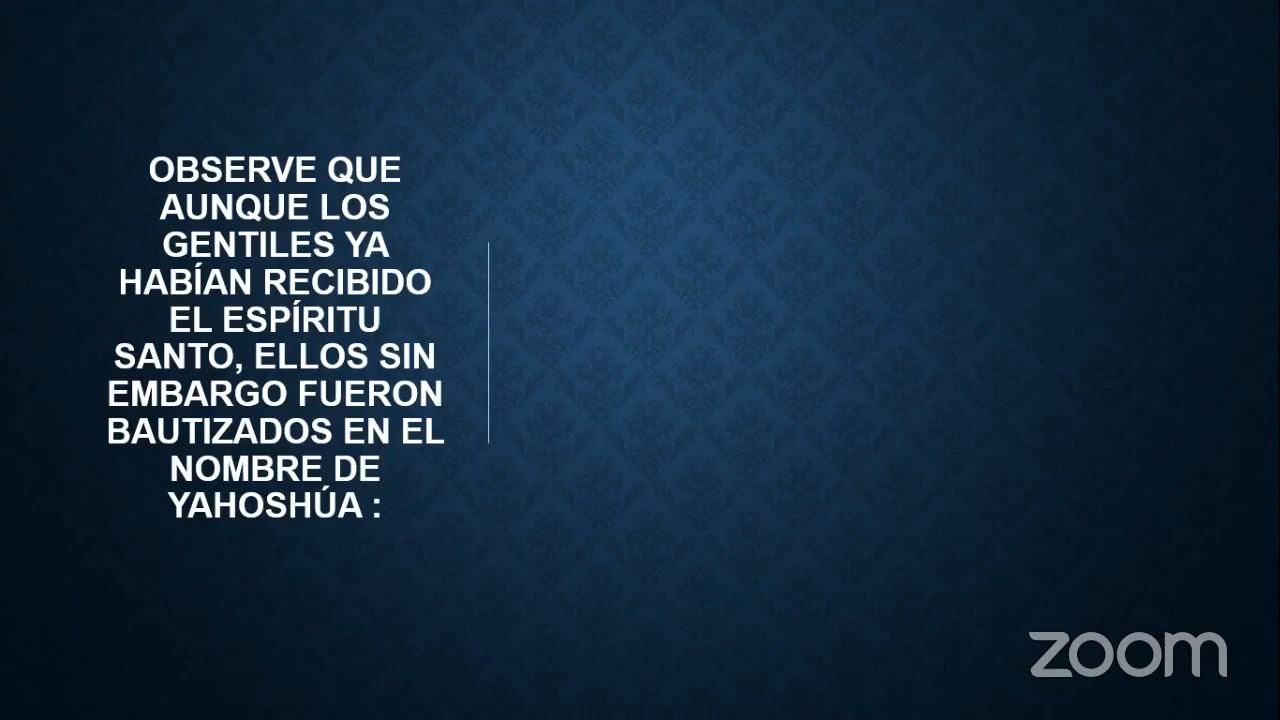 OBSERVE QUE
AUNQUE LOS
GENTILES YA
HABÍAN RECIBIDO
EL ESPÍRITU
SANTO, ELLOS SIN
EMBARGO FUERON
BAUTIZADOS EN EL
NOMBRE DE
YAHOSHÚA :
zoom